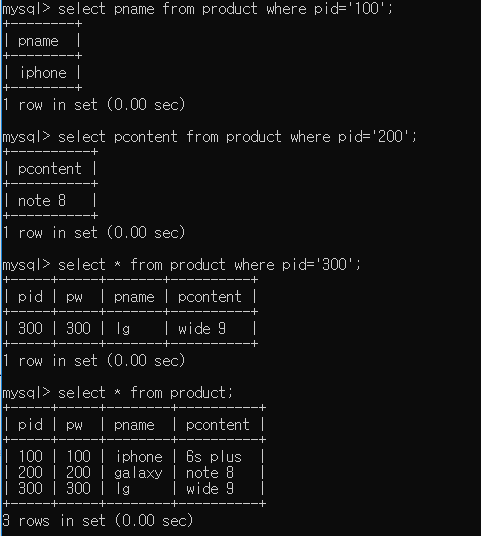 mysql> select pname from product where pid='100';
+--------+
| pname  |
+--------+
| iphone |
+--------+
1 row in set (0.00 sec)
mysql> select pcontent from product where pid='200';
+----------+
| pcontent |
+----------+
| note 8   |
+----------+
1 row in set (0.00 sec)
mysql> select * from product where pid='300';
+-----+-----+-------+----------+
| pid | pw  | pname | pcontent |
+-----+-----+-------+----------+
| 300 | 300 | lg    | wide 9   |
+-----+-----+-------+----------+
1 row in set (0.00 sec)
mysql> select * from product;
+-----+-----+--------+----------+
| pid | pw  | pname  | pcontent |
+-----+-----+--------+----------+
| 100 | 100 | iphone | 6s plus  |
| 200 | 200 | galaxy | note 8   |
| 300 | 300 | lg     | wide 9   |
+-----+-----+--------+----------+
3 rows in set (0.00 sec)